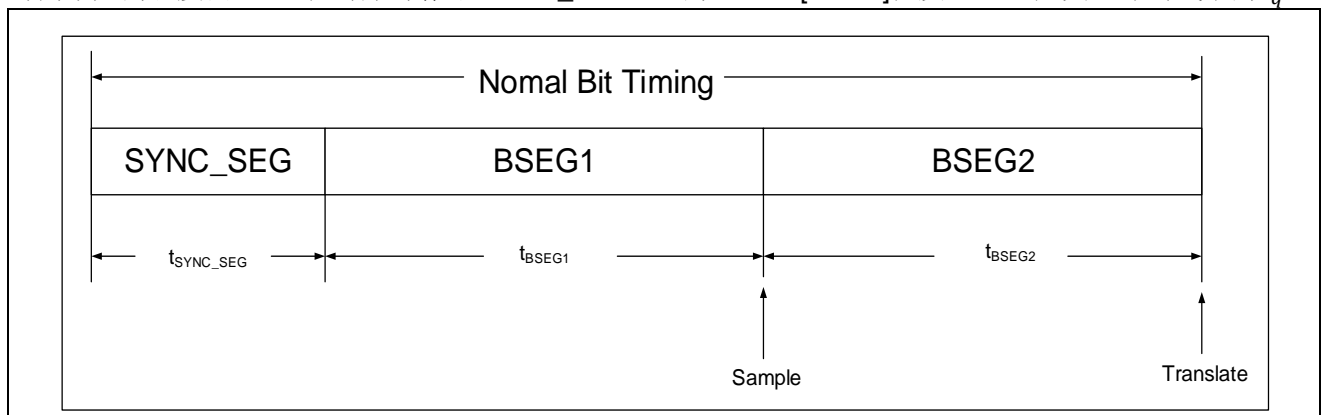 Nomal Bit Timing
SYNC_SEG BSEG1 BSEG2
tSYNC_SEG tBSEG1 tBSEG2
Sample Translate